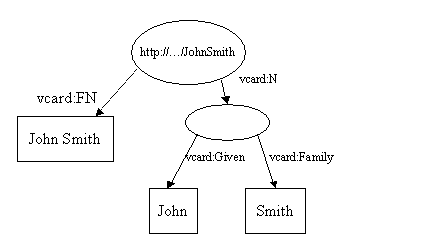 http://.../JohnSmith
vcard:N
vcard:FN
John Smith
vcard:Given
vcard:Family
John
Smith